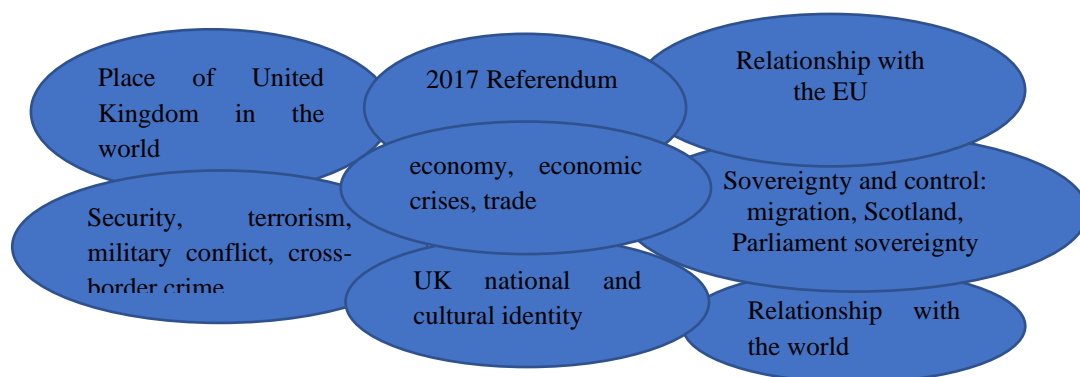 Place of United
Kingdom in the
world
2017 Referendum
Relationship with
the EU
economy, economic
crises, trade
Security, terrorism,
military conflict, cross-
border crime
Sovereignty and control:
migration, Scotland,
Parliament sovereignty
UK national and
cultural identity
Relationship with
the world